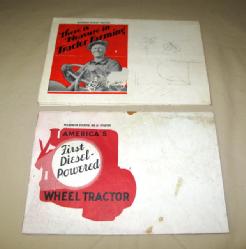 There is
Pleasure in
Tractor Farming
AMERICA'S
First
Diesel-
Powered
WHEEL TRACTOR